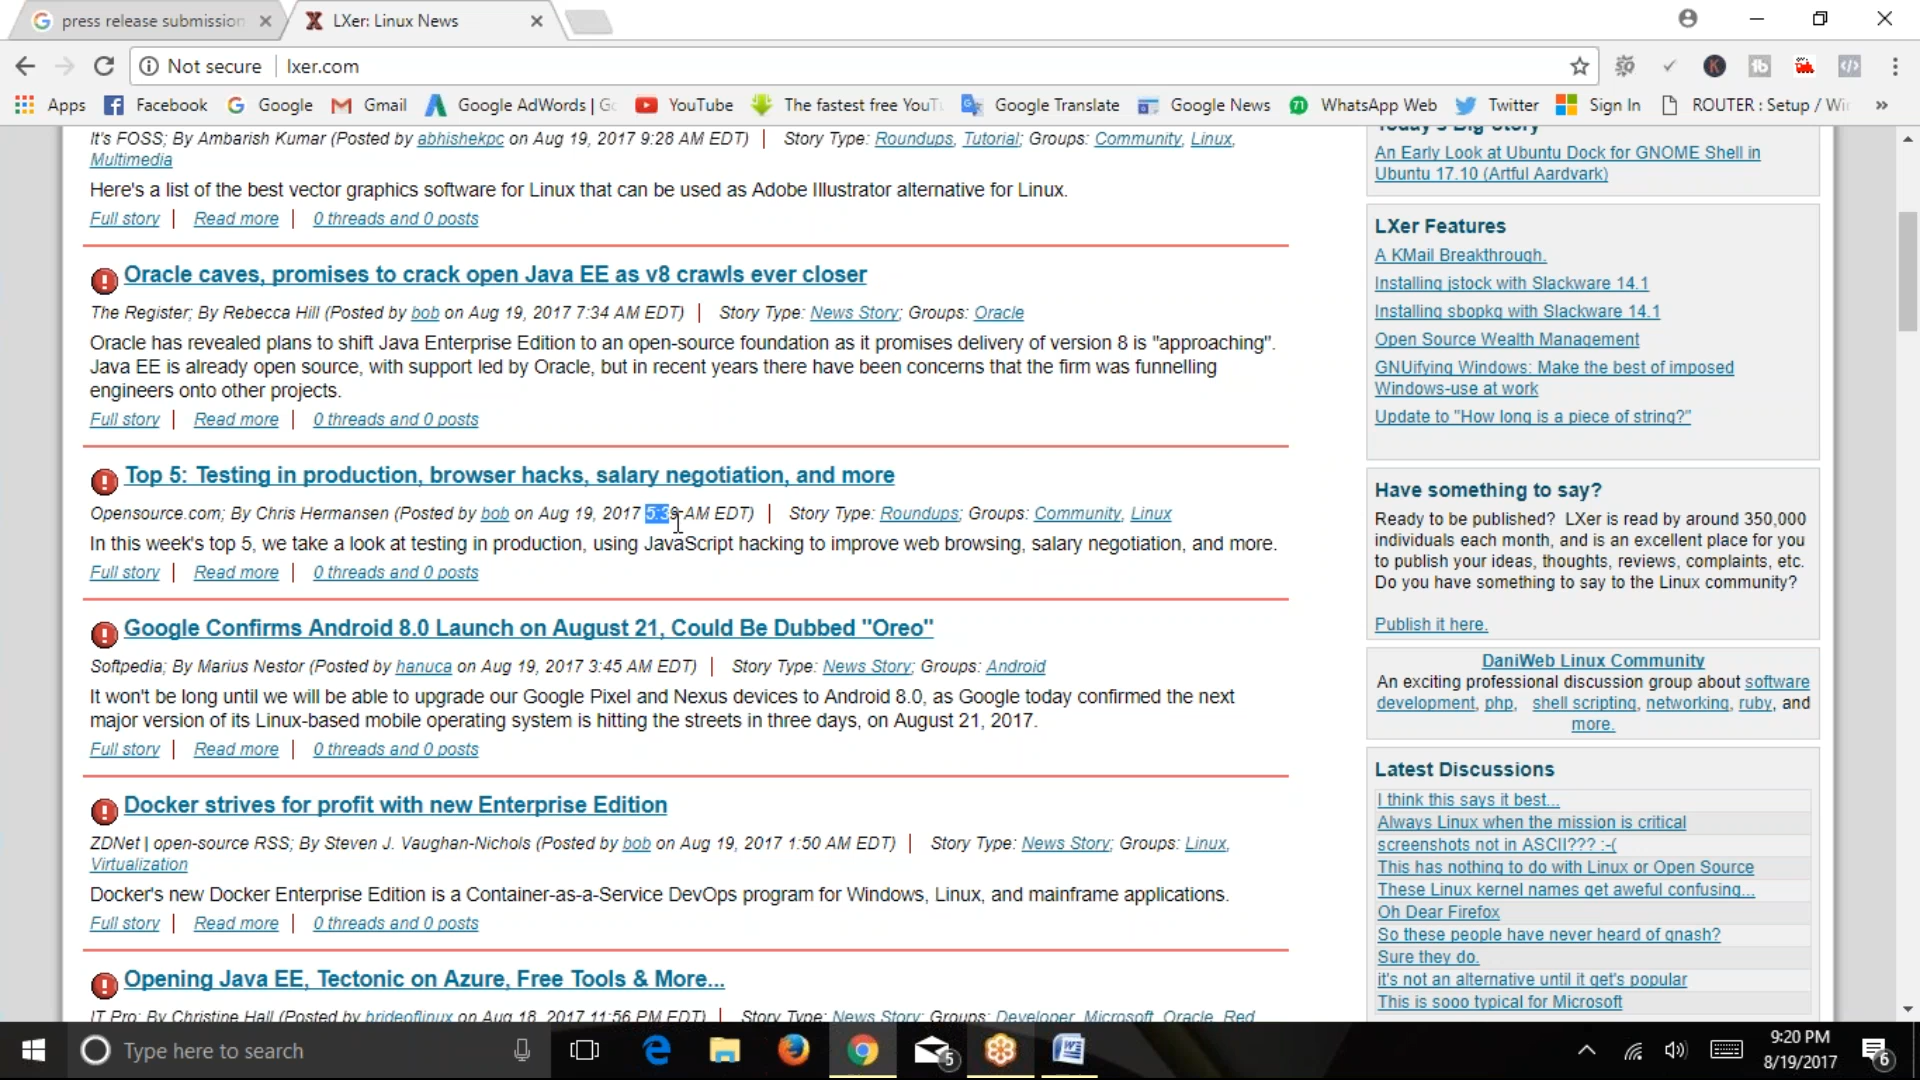 press release submission
LXer: Linux News
Not secure
lxer.com
Apps
Facebook
Google
Gmail
Google AdWords | G
YouTube
The fastest free YouT
Google Translate
Google News
WhatsApp Web
Twitter
Sign In
ROUTER : Setup / Wi
»
It's FOSS; By Ambarish Kumar (Posted by abhishekpc on Aug 19, 2017 9:28 AM EDT) | Story Type: Roundups, Tutorial; Groups: Community, Linux,
Multimedia
Here's a list of the best vector graphics software for Linux that can be used as Adobe Illustrator alternative for Linux.
Full story | Read more | 0 threads and 0 posts
Oracle caves, promises to crack open Java EE as v8 crawls ever closer
The Register; By Rebecca Hill (Posted by bob on Aug 19, 2017 7:34 AM EDT) | Story Type: News Story; Groups: Oracle
Oracle has revealed plans to shift Java Enterprise Edition to an open-source foundation as it promises delivery of version 8 is "approaching".
Java EE is already open source, with support led by Oracle, but in recent years there have been concerns that the firm was funnelling
engineers onto other projects.
Full story | Read more | 0 threads and 0 posts
Top 5: Testing in production, browser hacks, salary negotiation, and more
Opensource.com; By Chris Hermansen (Posted by bob on Aug 19, 2017 5:39 AM EDT) | Story Type: Roundups; Groups: Community, Linux
In this week's top 5, we take a look at testing in production, using JavaScript hacking to improve web browsing, salary negotiation, and more.
Full story | Read more | 0 threads and 0 posts
Google Confirms Android 8.0 Launch on August 21, Could Be Dubbed "Oreo"
Softpedia; By Marius Nestor (Posted by hanuca on Aug 19, 2017 3:45 AM EDT) | Story Type: News Story; Groups: Android
It won't be long until we will be able to upgrade our Google Pixel and Nexus devices to Android 8.0, as Google today confirmed the next
major version of its Linux-based mobile operating system is hitting the streets in three days, on August 21, 2017.
Full story | Read more | 0 threads and 0 posts
Docker strives for profit with new Enterprise Edition
ZDNet | open-source RSS; By Steven J. Vaughan-Nichols (Posted by bob on Aug 19, 2017 1:50 AM EDT) | Story Type: News Story; Groups: Linux,
Virtualization
Docker's new Docker Enterprise Edition is a Container-as-a-Service DevOps program for Windows, Linux, and mainframe applications.
Full story | Read more | 0 threads and 0 posts
Opening Java EE, Tectonic on Azure, Free Tools & More...
IT Pro; By Christine Hall (Posted by brideoflinux on Aug 18, 2017 11:56 PM EDT) | Story Type: News Story; Groups: Developer, Microsoft, Oracle, Red
Today's Big Story
An Early Look at Ubuntu Dock for GNOME Shell in
Ubuntu 17.10 (Artful Aardvark)
LXer Features
A KMail Breakthrough.
Installing jstock with Slackware 14.1
Installing sbopkg with Slackware 14.1
Open Source Wealth Management
GNUifying Windows: Make the best of imposed
Windows-use at work
Update to "How long is a piece of string?"
Have something to say?
Ready to be published? LXer is read by around 350,000
individuals each month, and is an excellent place for you
to publish your ideas, thoughts, reviews, complaints, etc.
Do you have something to say to the Linux community?
Publish it here.
DaniWeb Linux Community
An exciting professional discussion group about software
development, php, shell scripting, networking, ruby, and
more.
Latest Discussions
I think this says it best...
Always Linux when the mission is critical
screenshots not in ASCII??? :-(
This has nothing to do with Linux or Open Source
These Linux kernel names get aweful confusing...
Oh Dear Firefox
So these people have never heard of gnash?
Sure they do.
it's not an alternative until it get's popular
This is sooo typical for Microsoft
Type here to search
5
9:20 PM
8/19/2017
6